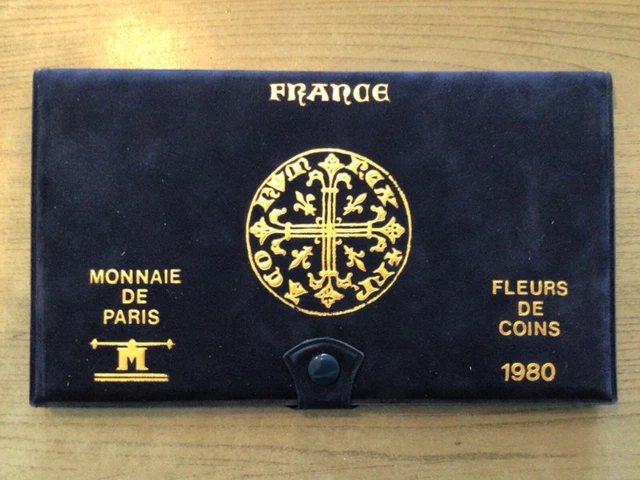 FRANCE
MONNAIE
DE
PARIS
M
FLEURS
DE
COINS
1980